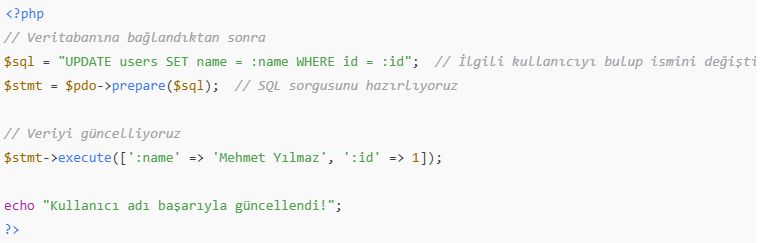 <?php
// Veritabanına bağlandıktan sonra
$sql = "UPDATE users SET name = :name WHERE id = :id";  // İlgili kullanıcıyı bulup ismini değişti
$stmt = $pdo->prepare($sql);  // SQL sorgusunu hazırlıyoruz
// Veriyi güncelliyoruz
$stmt->execute([':name' => 'Mehmet Yılmaz', ':id' => 1]);
echo "Kullanıcı adı başarıyla güncellendi!";
?>